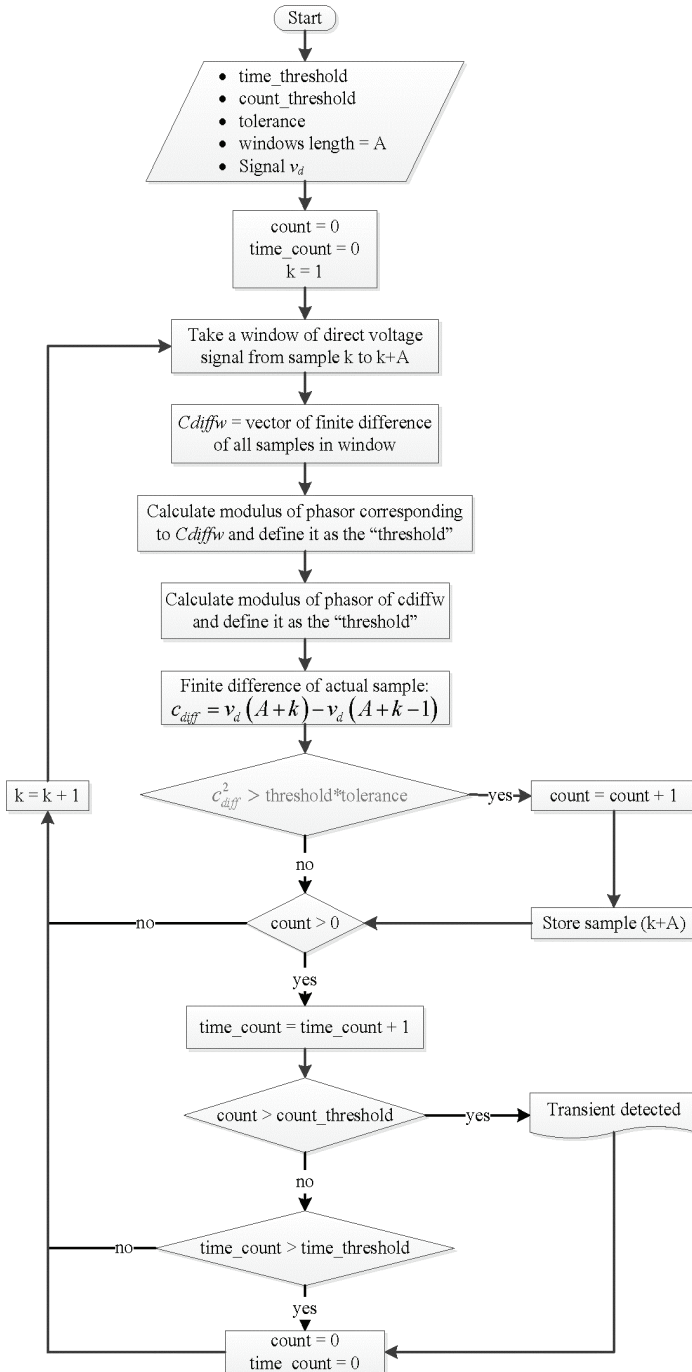 Start
• time_threshold
• count_threshold
• tolerance
• windows length = A
• Signal v_d
count = 0
time_count = 0
k = 1
Take a window of direct voltage
signal from sample k to k+A
Cdiffw = vector of finite difference
of all samples in window
Calculate modulus of phasor corresponding
to Cdiffw and define it as the “threshold”
Calculate modulus of phasor of cdiffw
and define it as the “threshold”
Finite difference of actual sample:
c_diff = v_d (A+k) − v_d (A+k−1)
k = k + 1
c²_diff > threshold*tolerance
yes
count = count + 1
no
no
count > 0
Store sample (k+A)
yes
time_count = time_count + 1
count > count_threshold
yes
Transient detected
no
no
time_count > time_threshold
yes
count = 0
time_count = 0